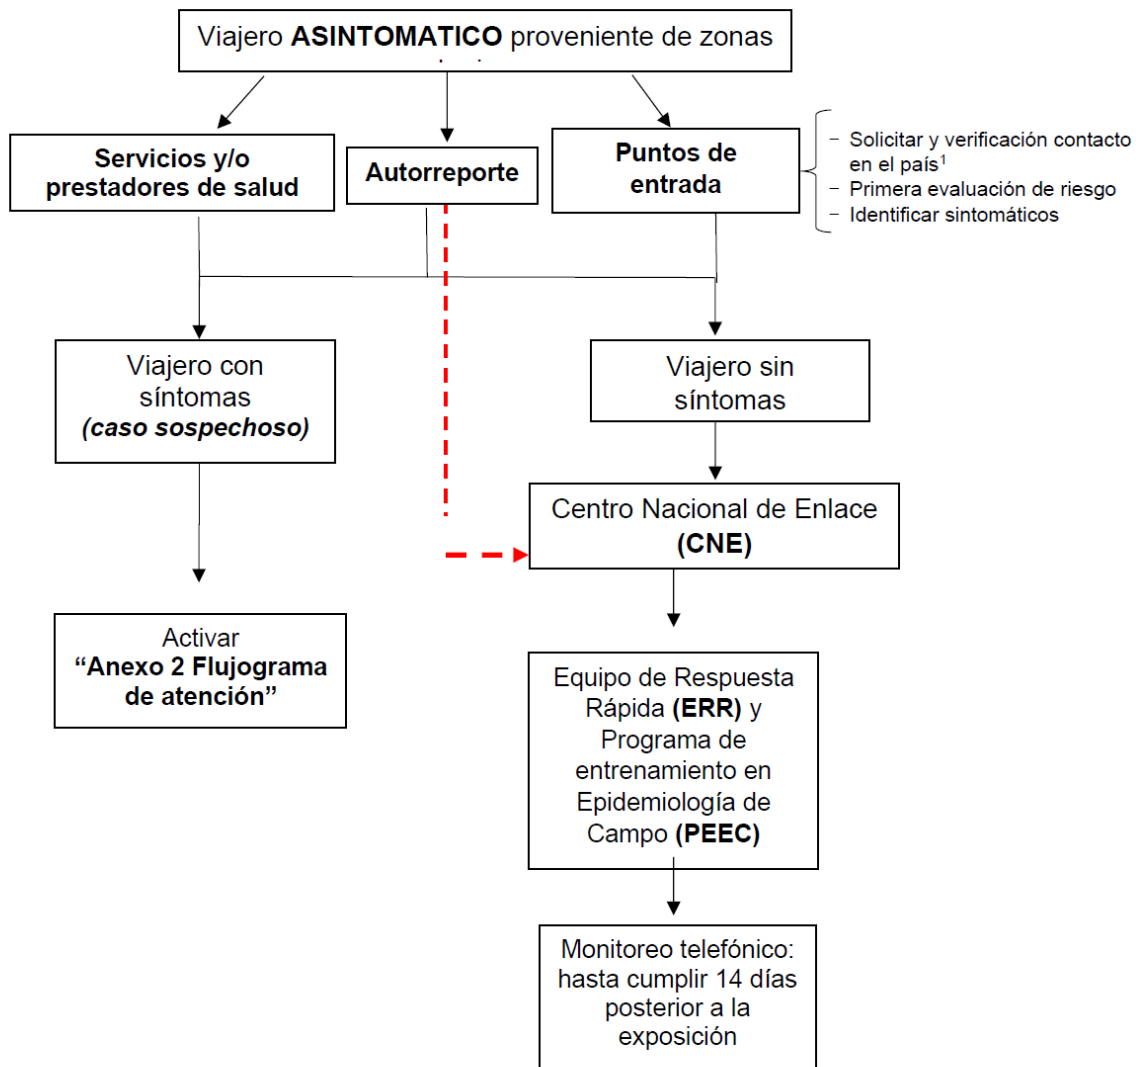 Viajero ASINTOMATICO proveniente de zonas
Servicios y/o
prestadores de salud
Autorreporte
Puntos de
entrada
− Solicitar y verificación contacto
en el país¹
− Primera evaluación de riesgo
− Identificar sintomáticos
Viajero con
síntomas
(caso sospechoso)
Viajero sin
síntomas
Centro Nacional de Enlace
(CNE)
Activar
“Anexo 2 Flujograma
de atención”
Equipo de Respuesta
Rápida (ERR) y
Programa de
entrenamiento en
Epidemiología de
Campo (PEEC)
Monitoreo telefónico:
hasta cumplir 14 días
posterior a la
exposición